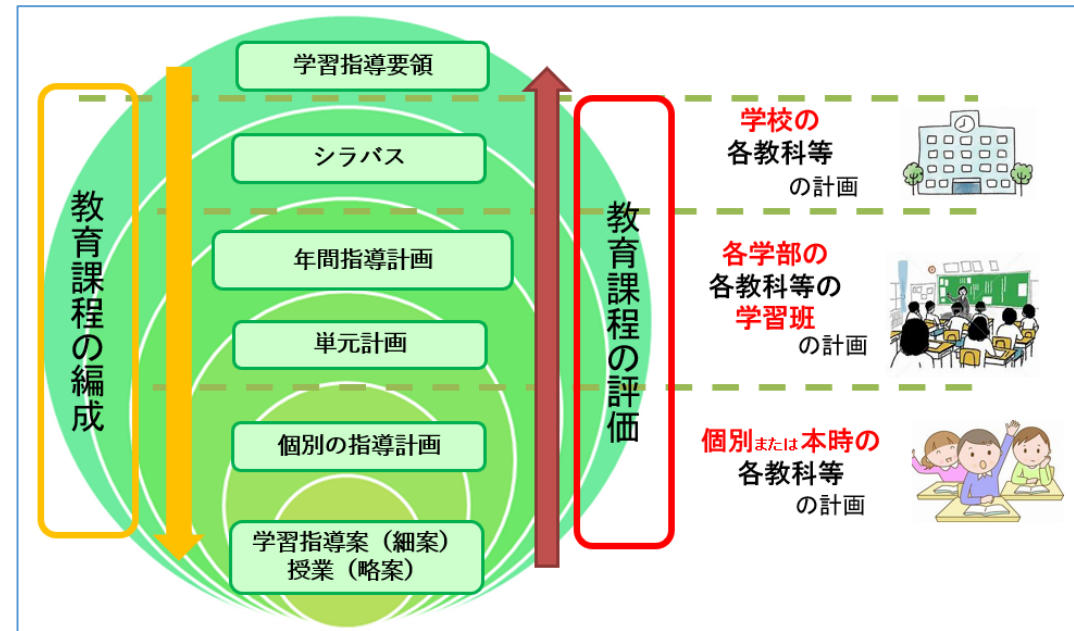 学習指導要領
シラバス
年間指導計画
単元計画
個別の指導計画
学習指導案（細案）
授業（略案）
教育課程の編成
教育課程の評価
学校の
各教科等
の計画
各学部の
各教科等の
学習班
の計画
個別または本時の
各教科等
の計画